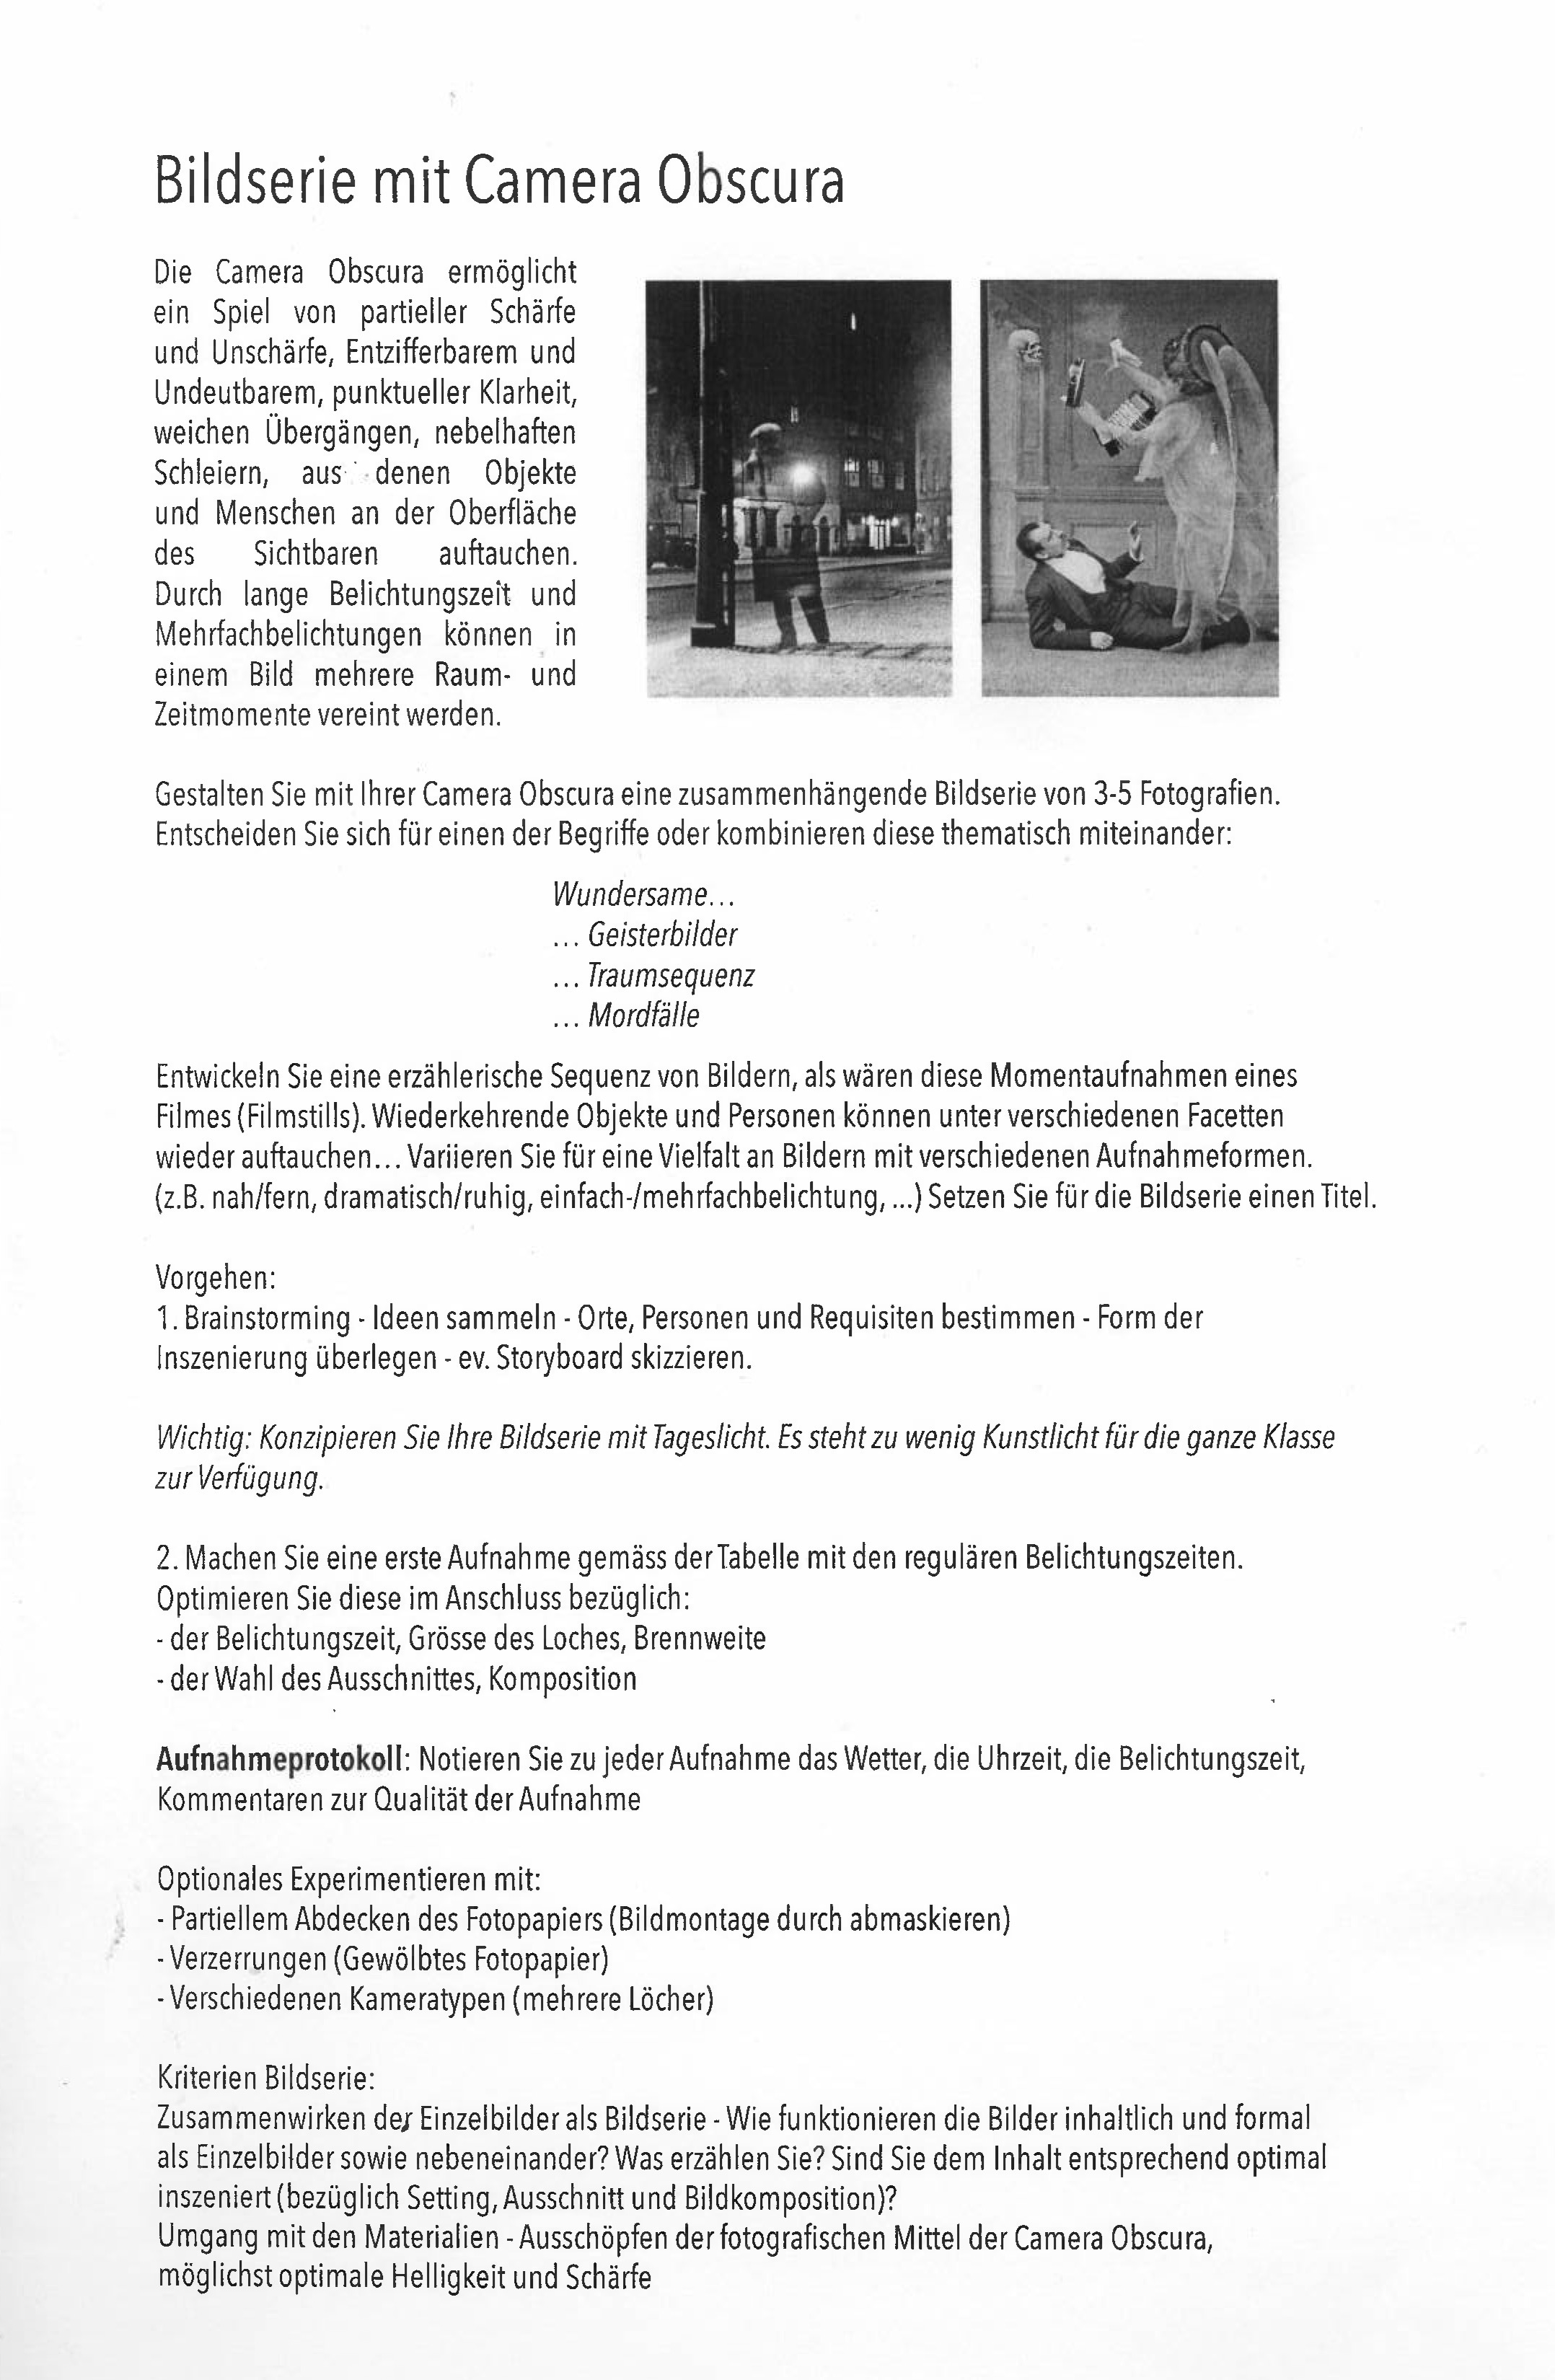 Bildserie mit Camera Obscura
Die Camera Obscura ermöglicht
ein Spiel von partieller Schärfe
und Unschärfe, Entzifferbarem und
Undeutbarem, punktueller Klarheit,
weichen Übergängen, nebelhaften
Schleiern, aus denen Objekte
und Menschen an der Oberfläche
des Sichtbaren auftauchen.
Durch lange Belichtungszeit und
Mehrfachbelichtungen können in
einem Bild mehrere Raum- und
Zeitmomente vereint werden.
Gestalten Sie mit Ihrer Camera Obscura eine zusammenhängende Bildserie von 3-5 Fotografien.
Entscheiden Sie sich für einen der Begriffe oder kombinieren diese thematisch miteinander:
Wundersame...
... Geisterbilder
... Traumsequenz
... Mordfälle
Entwickeln Sie eine erzählerische Sequenz von Bildern, als wären diese Momentaufnahmen eines
Filmes (Filmstills). Wiederkehrende Objekte und Personen können unter verschiedenen Facetten
wieder auftauchen... Variieren Sie für eine Vielfalt an Bildern mit verschiedenen Aufnahmeformen.
(z.B. nah/fern, dramatisch/ruhig, einfach-/mehrfachbelichtung, ...) Setzen Sie für die Bildserie einen Titel.
Vorgehen:
1. Brainstorming - Ideen sammeln - Orte, Personen und Requisiten bestimmen - Form der
Inszenierung überlegen - ev. Storyboard skizzieren.
Wichtig: Konzipieren Sie Ihre Bildserie mit Tageslicht. Es steht zu wenig Kunstlicht für die ganze Klasse
zur Verfügung.
2. Machen Sie eine erste Aufnahme gemäss der Tabelle mit den regulären Belichtungszeiten.
Optimieren Sie diese im Anschluss bezüglich:
- der Belichtungszeit, Grösse des Loches, Brennweite
- der Wahl des Ausschnittes, Komposition
Aufnahmeprotokoll: Notieren Sie zu jeder Aufnahme das Wetter, die Uhrzeit, die Belichtungszeit,
Kommentaren zur Qualität der Aufnahme
Optionales Experimentieren mit:
- Partiellem Abdecken des Fotopapiers (Bildmontage durch abmaskieren)
- Verzerrungen (Gewölbtes Fotopapier)
- Verschiedenen Kameratypen (mehrere Löcher)
Kriterien Bildserie:
Zusammenwirken der Einzelbilder als Bildserie - Wie funktionieren die Bilder inhaltlich und formal
als Einzelbilder sowie nebeneinander? Was erzählen Sie? Sind Sie dem Inhalt entsprechend optimal
inszeniert (bezüglich Setting, Ausschnitt und Bildkomposition)?
Umgang mit den Materialien - Ausschöpfen der fotografischen Mittel der Camera Obscura,
möglichst optimale Helligkeit und Schärfe